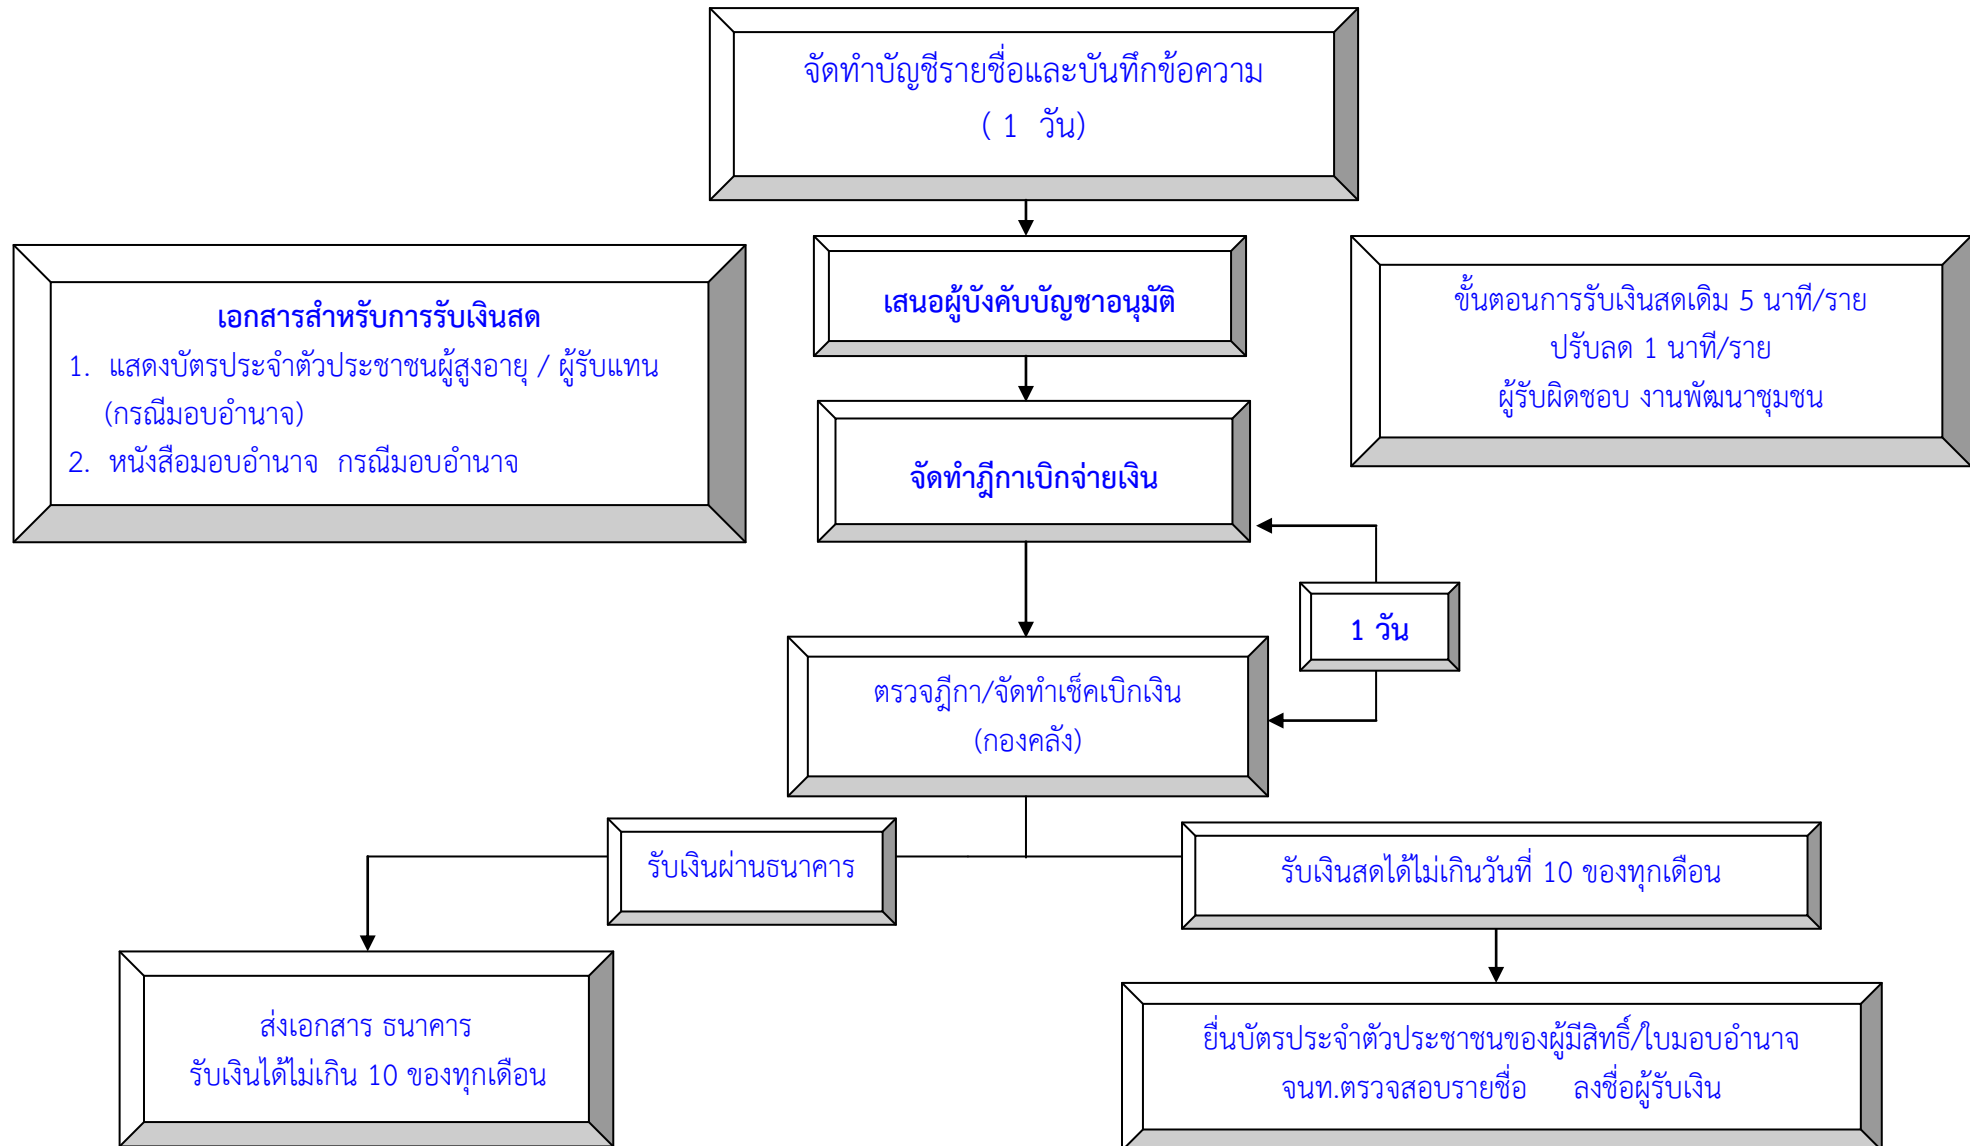 จัดทำบัญชีรายชื่อและบันทึกข้อความ
( 1 วัน)
เสนอผู้บังคับบัญชาอนุมัติ
เอกสารสำหรับการรับเงินสด
1. แสดงบัตรประจำตัวประชาชนผู้สูงอายุ / ผู้รับแทน
(กรณีมอบอำนาจ)
2. หนังสือมอบอำนาจ กรณีมอบอำนาจ
ขั้นตอนการรับเงินสดเดิม 5 นาที/ราย
ปรับลด 1 นาที/ราย
ผู้รับผิดชอบ งานพัฒนาชุมชน
จัดทำฎีกาเบิกจ่ายเงิน
1 วัน
ตรวจฎีกา/จัดทำเช็คเบิกเงิน
(กองคลัง)
รับเงินผ่านธนาคาร
รับเงินสดได้ไม่เกินวันที่ 10 ของทุกเดือน
ส่งเอกสาร ธนาคาร
รับเงินได้ไม่เกิน 10 ของทุกเดือน
ยื่นบัตรประจำตัวประชาชนของผู้มีสิทธิ์/ใบมอบอำนาจ
จนท.ตรวจสอบรายชื่อ ลงชื่อผู้รับเงิน